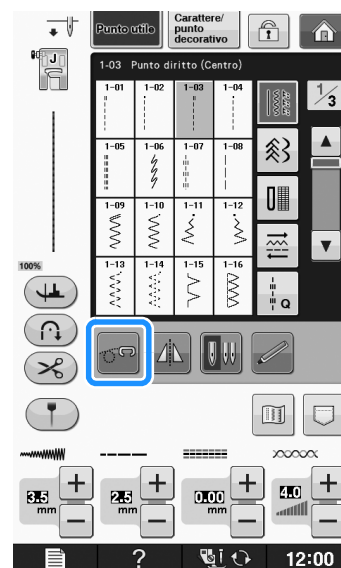 Punto utile
Carattere/
punto
decorativo
J
1-03 Punto diritto (Centro)
1-01 1-02 1-03 1-04
1/3
1-05 1-06 1-07 1-08
1-09 1-10 1-11 1-12
1-13 1-14 1-15 1-16
100%
Q
3.5 mm
2.5 mm
0.00 mm
4.0
? 12:00